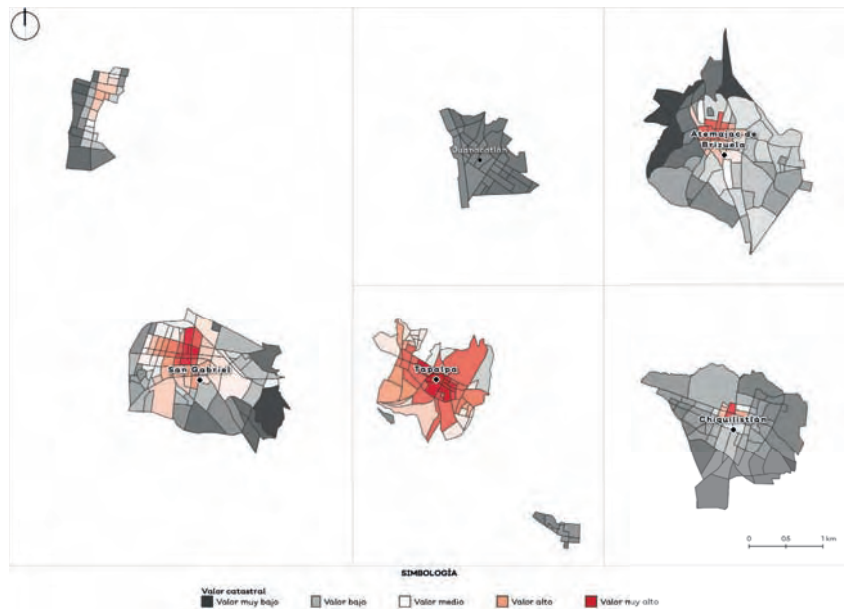 Juanacatlán
Atemajac de
Brizuela
San Gabriel
Tapalpa
Chiquilistlán
0 0.5 1 km
SIMBOLOGÍA
Valor catastral
Valor muy bajo Valor bajo Valor medio Valor alto Valor muy alto